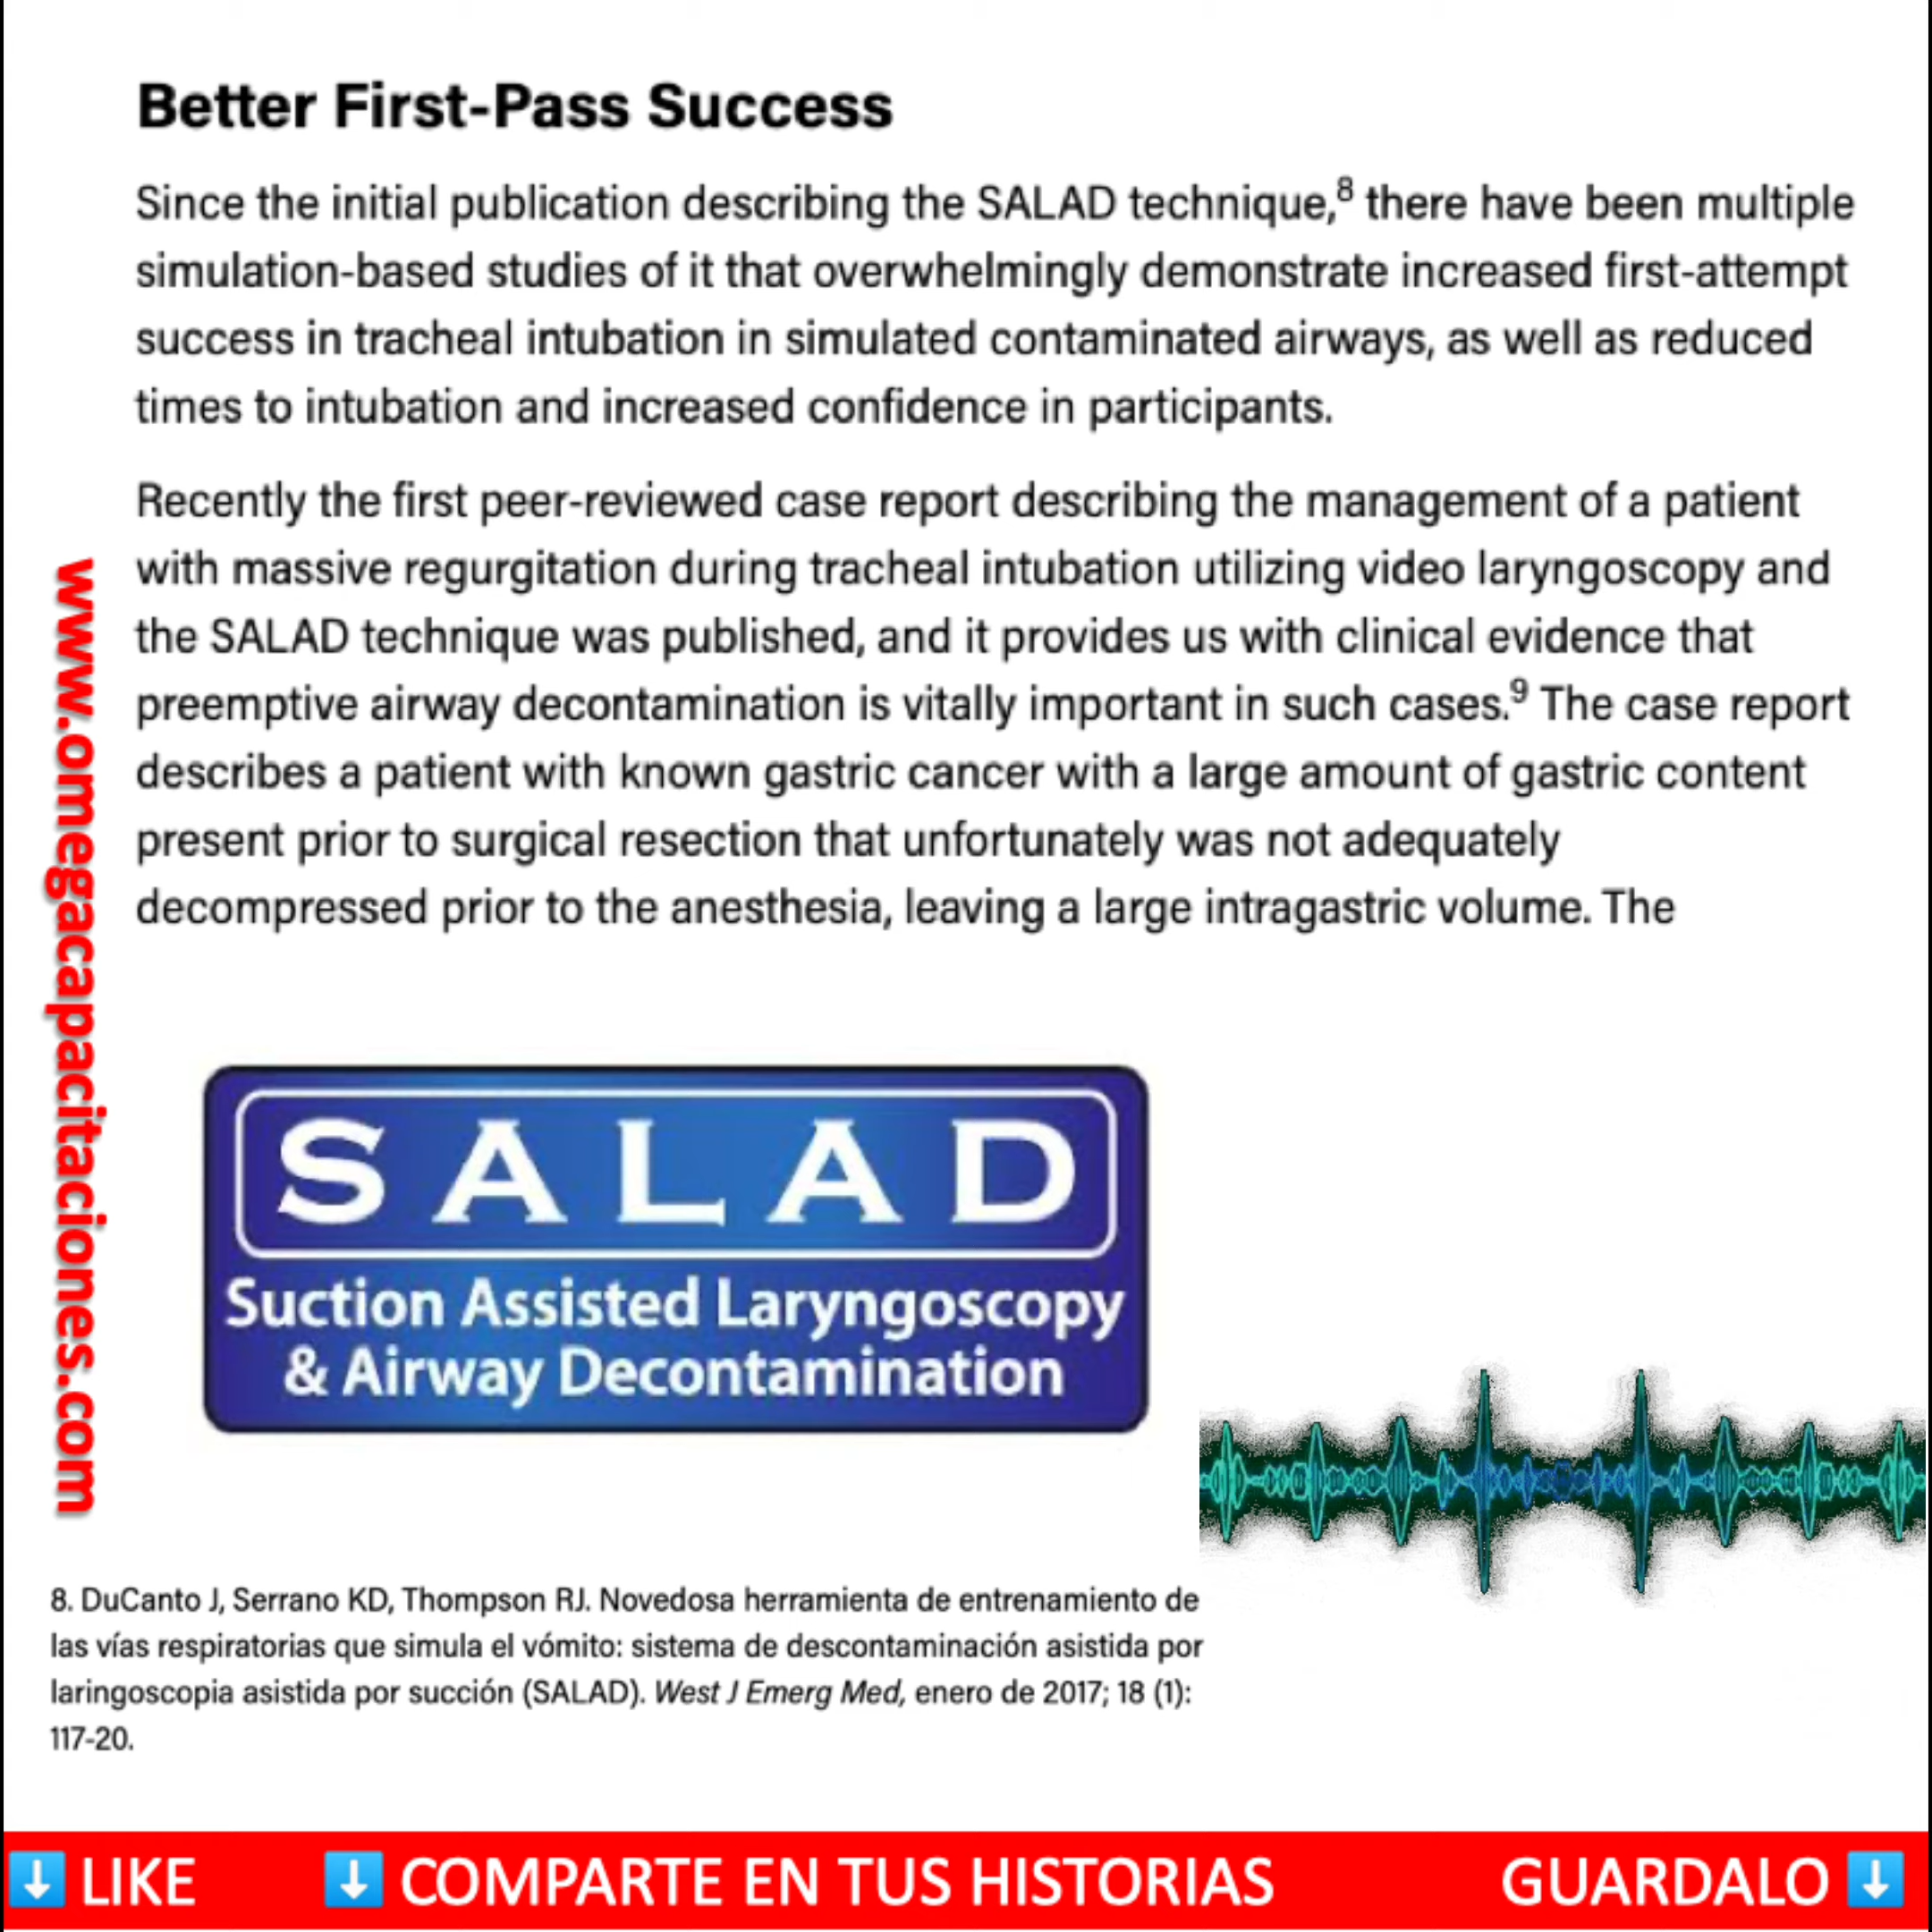 Better First-Pass Success
Since the initial publication describing the SALAD technique,⁸ there have been multiple
simulation-based studies of it that overwhelmingly demonstrate increased first-attempt
success in tracheal intubation in simulated contaminated airways, as well as reduced
times to intubation and increased confidence in participants.
Recently the first peer-reviewed case report describing the management of a patient
with massive regurgitation during tracheal intubation utilizing video laryngoscopy and
the SALAD technique was published, and it provides us with clinical evidence that
preemptive airway decontamination is vitally important in such cases.⁹ The case report
describes a patient with known gastric cancer with a large amount of gastric content
present prior to surgical resection that unfortunately was not adequately
decompressed prior to the anesthesia, leaving a large intragastric volume. The
www.omegacapacitaciones.com
SALAD
Suction Assisted Laryngoscopy
& Airway Decontamination
8. DuCanto J, Serrano KD, Thompson RJ. Novedosa herramienta de entrenamiento de
las vías respiratorias que simula el vómito: sistema de descontaminación asistida por
laringoscopia asistida por succión (SALAD). West J Emerg Med, enero de 2017; 18 (1):
117-20.
⬇ LIKE ⬇ COMPARTE EN TUS HISTORIAS GUARDALO ⬇